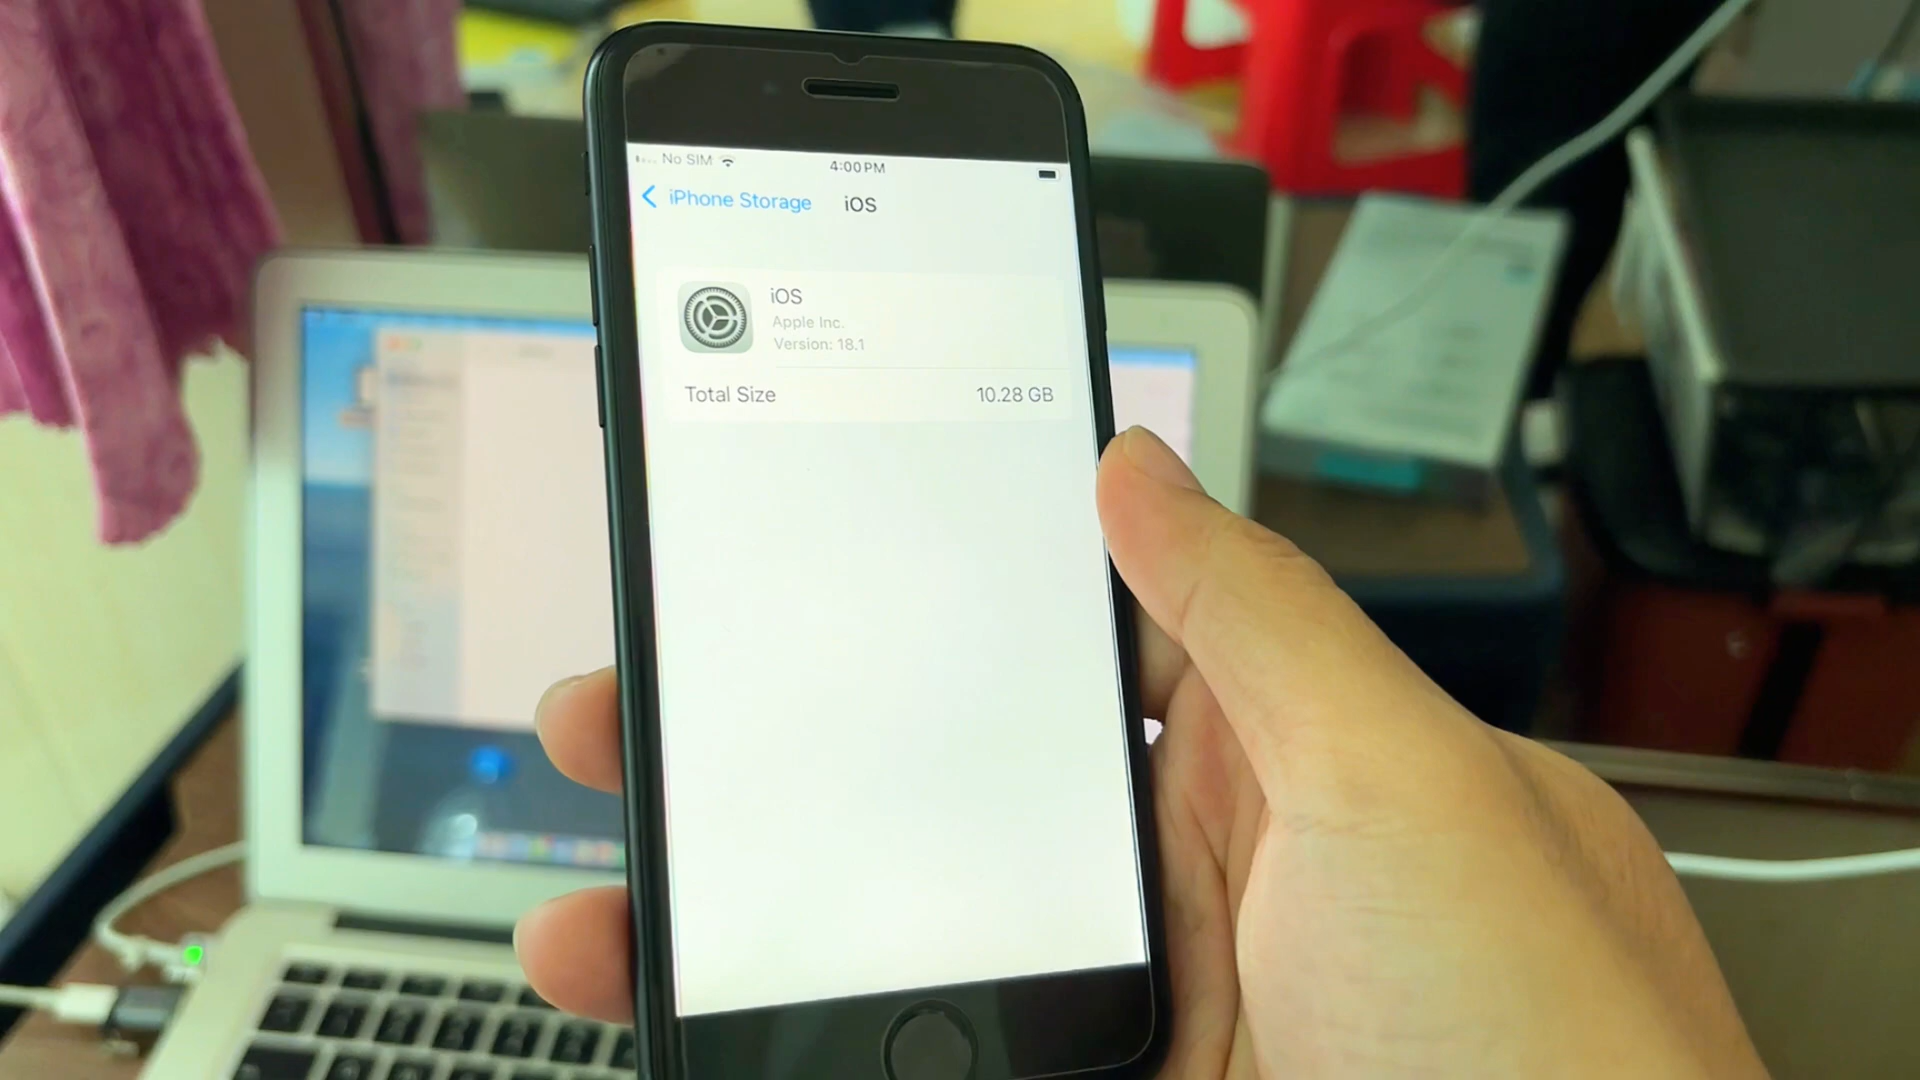 No SIM 4:00 PM
iPhone Storage iOS
iOS
Apple Inc.
Version: 18.1
Total Size 10.28 GB